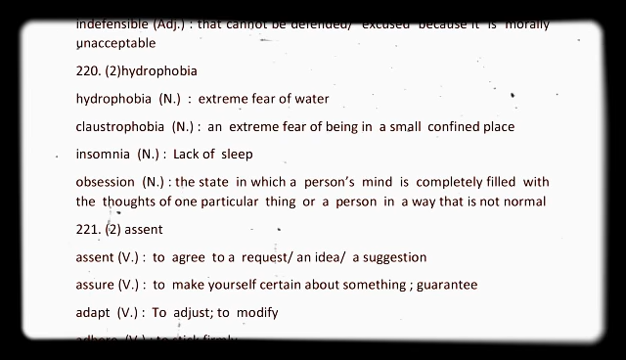 indefensible (Adj.) : that cannot be defended/ excused because it is morally
unacceptable
220. (2)hydrophobia
hydrophobia (N.) : extreme fear of water
claustrophobia (N.) : an extreme fear of being in a small confined place
insomnia (N.) : Lack of sleep
obsession (N.) : the state in which a person's mind is completely filled with
the thoughts of one particular thing or a person in a way that is not normal
221. (2) assent
assent (V.) : to agree to a request/ an idea/ a suggestion
assure (V.) : to make yourself certain about something ; guarantee
adapt (V.) : To adjust; to modify
adhere (V.) : to stick firmly